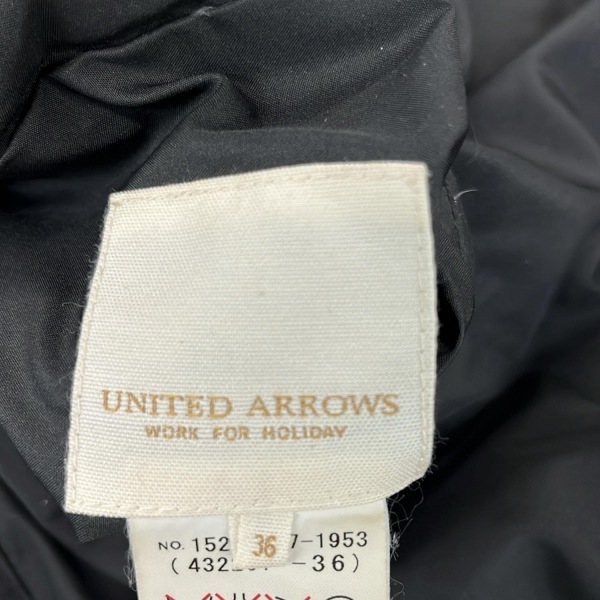 UNITED ARROWS
WORK FOR HOLIDAY
36
NO. 152 7-1953
(432 -36)